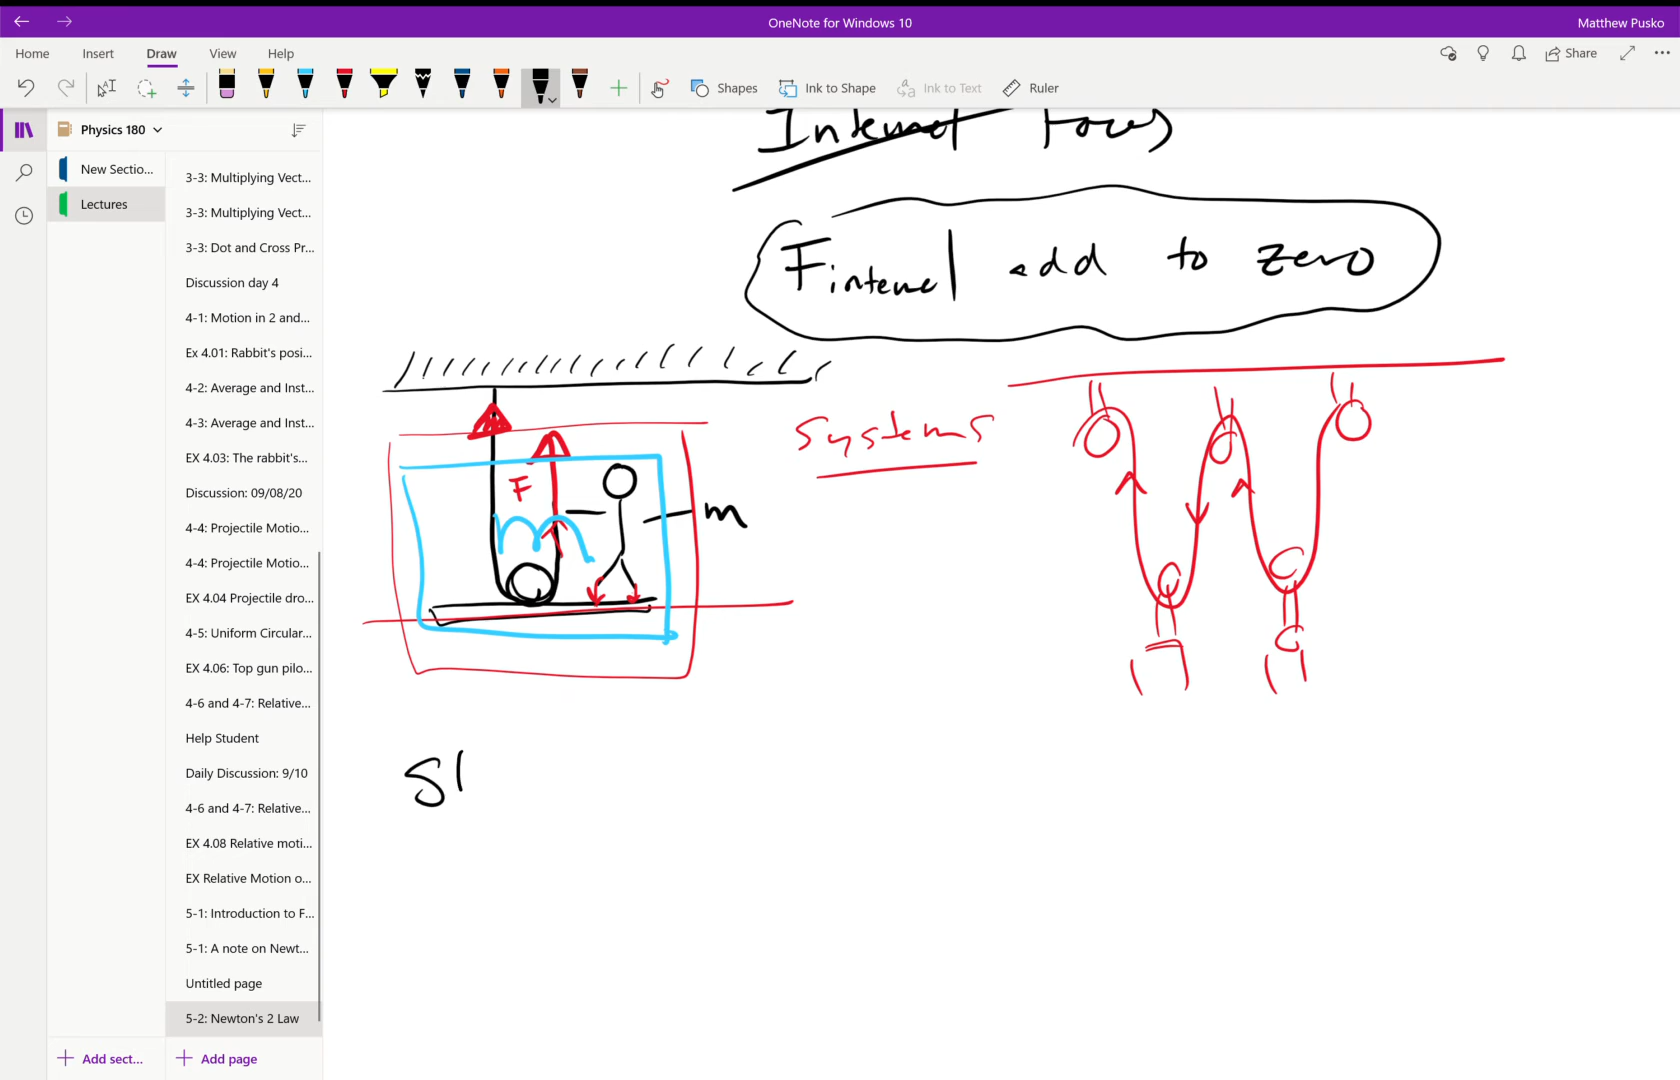 OneNote for Windows 10
Matthew Pusko
Home Insert Draw View Help
Share
Shapes Ink to Shape Ink to Text Ruler
Physics 180
New Sectio...
Lectures
3-3: Multiplying Vect...
3-3: Multiplying Vect...
3-3: Dot and Cross Pr...
Discussion day 4
4-1: Motion in 2 and...
Ex 4.01: Rabbit's posi...
4-2: Average and Inst...
4-3: Average and Inst...
EX 4.03: The rabbit's...
Discussion: 09/08/20
4-4: Projectile Motio...
4-4: Projectile Motio...
EX 4.04 Projectile dro...
4-5: Uniform Circular...
EX 4.06: Top gun pilo...
4-6 and 4-7: Relative...
Help Student
Daily Discussion: 9/10
4-6 and 4-7: Relative...
EX 4.08 Relative moti...
EX Relative Motion o...
5-1: Introduction to F...
5-1: A note on Newt...
Untitled page
5-2: Newton's 2 Law
Add sect...
Add page
F internal add to zero
Systems
F
m
m